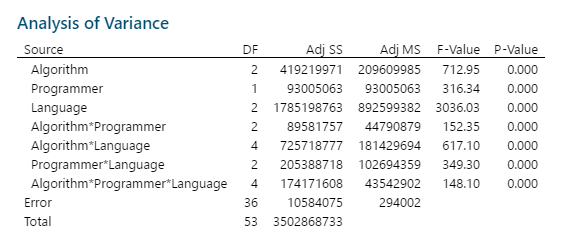 Analysis of Variance
Source DF Adj SS Adj MS F-Value P-Value
Algorithm 2 419219971 209609985 712.95 0.000
Programmer 1 93005063 93005063 316.34 0.000
Language 2 1785198763 892599382 3036.03 0.000
Algorithm*Programmer 2 89581757 44790879 152.35 0.000
Algorithm*Language 4 725718777 181429694 617.10 0.000
Programmer*Language 2 205388718 102694359 349.30 0.000
Algorithm*Programmer*Language 4 174171608 43542902 148.10 0.000
Error 36 10584075 294002
Total 53 3502868733